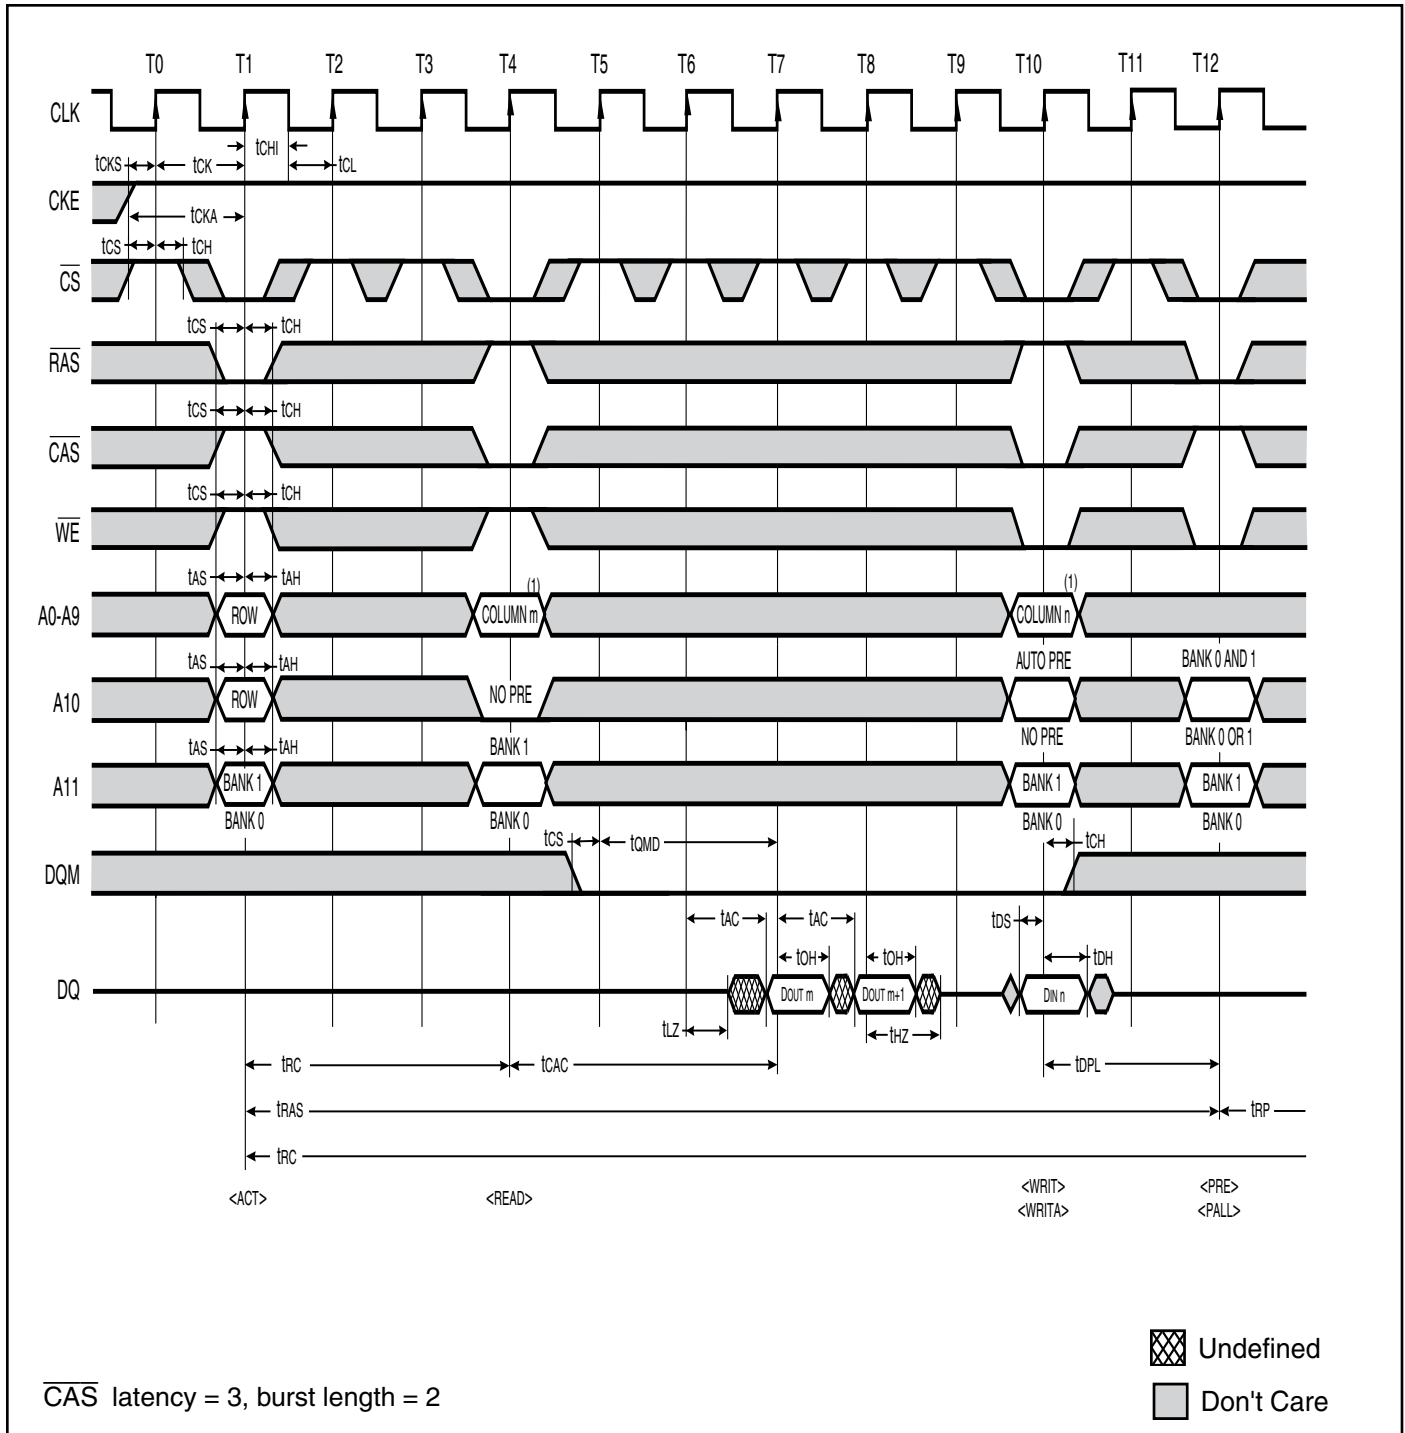 T0 T1 T2 T3 T4 T5 T6 T7 T8 T9 T10 T11 T12
CLK
tCHI
tCKS tCK tCL
CKE
tCKA
tCS tCH
CS
tCS tCH
RAS
tCS tCH
CAS
tCS tCH
WE
tAS tAH (1) (1)
A0-A9 ROW COLUMN m COLUMN n
tAS tAH AUTO PRE BANK 0 AND 1
A10 ROW NO PRE
tAS tAH BANK 1 NO PRE BANK 0 OR 1
A11 BANK 1 BANK 1 BANK 1
BANK 0 BANK 0 BANK 0 BANK 0
tCS tQMD tCH
DQM
tAC tAC tDS
tOH tOH tDH
DQ DOUT m DOUT m+1 DIN n
tLZ tHZ
tRC tCAC tDPL
tRAS tRP
tRC
<ACT> <READ> <WRIT> <PRE>
<WRITA> <PALL>
Undefined
CAS latency = 3, burst length = 2
Don't Care